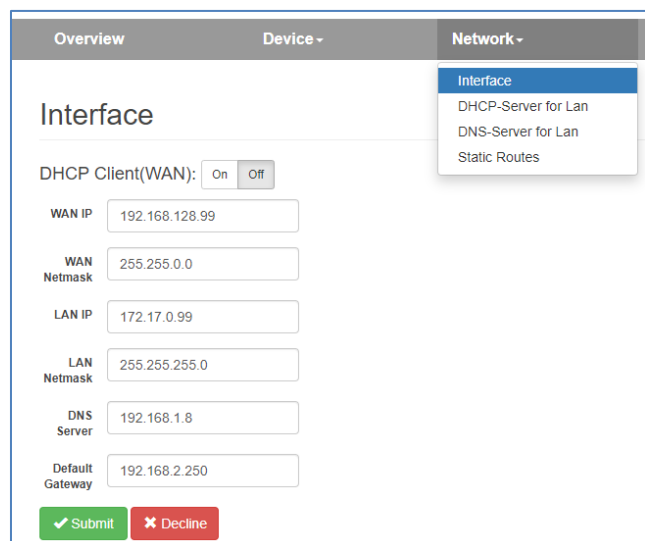 Overview Device Network
Interface
DHCP-Server for Lan
DNS-Server for Lan
Static Routes
Interface
DHCP Client(WAN): On Off
WAN IP 192.168.128.99
WAN
Netmask 255.255.0.0
LAN IP 172.17.0.99
LAN
Netmask 255.255.255.0
DNS
Server 192.168.1.8
Default
Gateway 192.168.2.250
Submit Decline